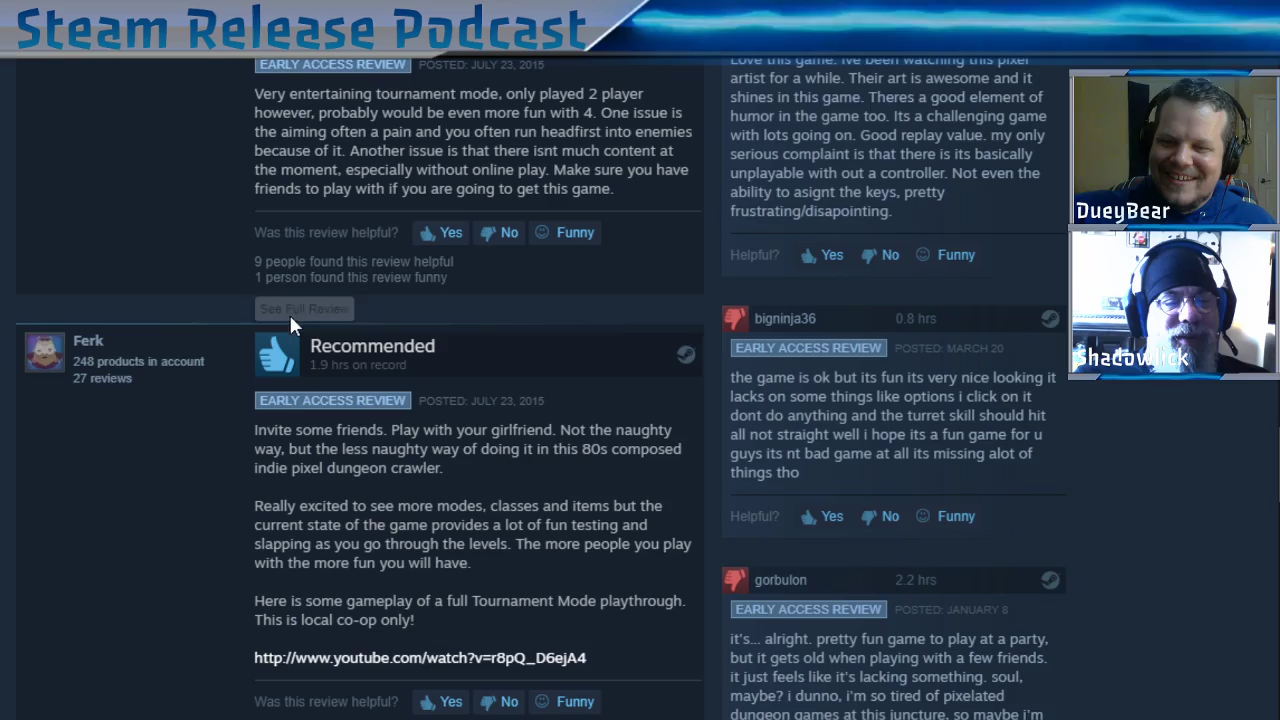 Steam Release Podcast
EARLY ACCESS REVIEW POSTED: JULY 23, 2015
Very entertaining tournament mode, only played 2 player
however, probably would be even more fun with 4. One issue is
the aiming often a pain and you often run headfirst into enemies
because of it. Another issue is that there isnt much content at
the moment, especially without online play. Make sure you have
friends to play with if you are going to get this game.
Was this review helpful? Yes No Funny
9 people found this review helpful
1 person found this review funny
See Full Review
Ferk
248 products in account
27 reviews
Recommended
1.9 hrs on record
EARLY ACCESS REVIEW POSTED: JULY 23, 2015
Invite some friends. Play with your girlfriend. Not the naughty
way, but the less naughty way of doing it in this 80s composed
indie pixel dungeon crawler.
Really excited to see more modes, classes and items but the
current state of the game provides a lot of fun testing and
slapping as you go through the levels. The more people you play
with the more fun you will have.
Here is some gameplay of a full Tournament Mode playthrough.
This is local co-op only!
http://www.youtube.com/watch?v=r8pQ_D6ejA4
Was this review helpful? Yes No Funny
Love this game. Ive been watching this pixel
artist for a while. Their art is awesome and it
shines in this game. Theres a good element of
humor in the game too. Its a challenging game
with lots going on. Good replay value. my only
serious complaint is that there is its basically
unplayable with out a controller. Not even the
ability to asignt the keys, pretty
frustrating/disapointing.
Helpful? Yes No Funny
bigninja36 0.8 hrs
EARLY ACCESS REVIEW POSTED: MARCH 20
the game is ok but its fun its very nice looking it
lacks on some things like options i click on it
dont do anything and the turret skill should hit
all not straight well i hope its a fun game for u
guys its nt bad game at all its missing alot of
things tho
Helpful? Yes No Funny
gorbulon 2.2 hrs
EARLY ACCESS REVIEW POSTED: JANUARY 8
it's... alright. pretty fun game to play at a party,
but it gets old when playing with a few friends.
it just feels like it's lacking something. soul,
maybe? i dunno, i'm so tired of pixelated
dungeon games at this juncture, so maybe i'm
DueyBear
Shadowlick